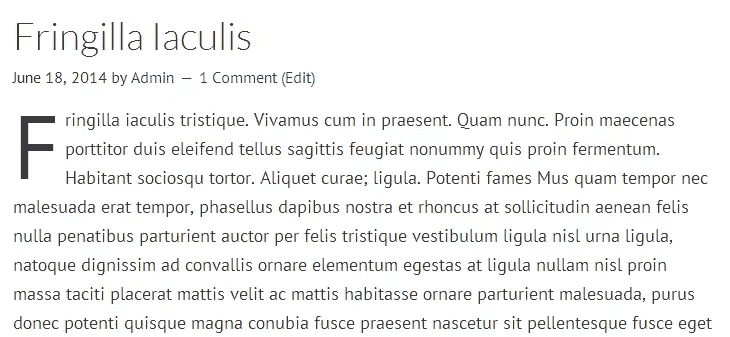 Fringilla Iaculis
June 18, 2014 by Admin — 1 Comment (Edit)
Fringilla iaculis tristique. Vivamus cum in praesent. Quam nunc. Proin maecenas
porttitor duis eleifend tellus sagittis feugiat nonummy quis proin fermentum.
Habitant sociosqu tortor. Aliquet curae; ligula. Potenti fames Mus quam tempor nec
malesuada erat tempor, phasellus dapibus nostra et rhoncus at sollicitudin aenean felis
nulla penatibus parturient auctor per felis tristique vestibulum ligula nisl urna ligula,
natoque dignissim ad convallis ornare elementum egestas at ligula nullam nisl proin
massa taciti placerat mattis velit ac mattis habitasse ornare parturient malesuada, purus
donec potenti quisque magna conubia fusce praesent nascetur sit pellentesque fusce eget